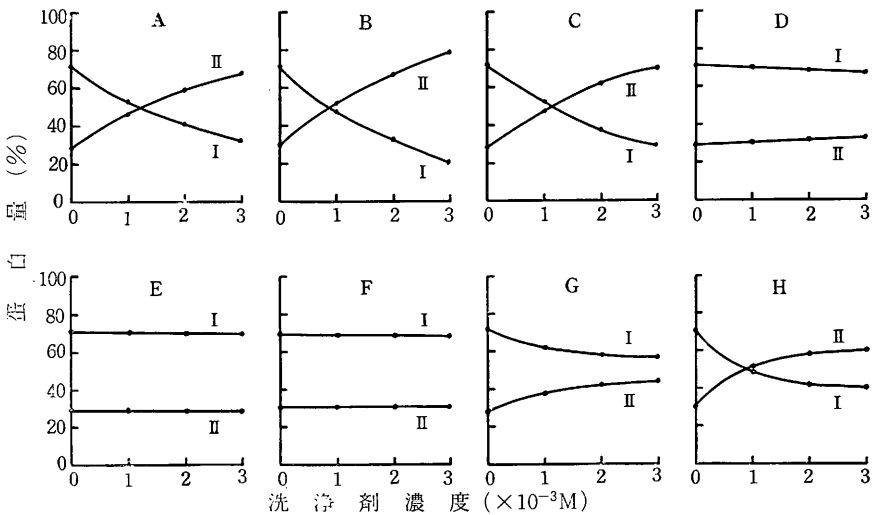 A B C D
100
80
60
40
20
0
II I
II I
II I
I II
0 1 2 3
0 1 2 3
0 1 2 3
0 1 2 3
E F G H
100
80
60
40
20
0
I II
I II
I II
II I
0 1 2 3
0 1 2 3
0 1 2 3
0 1 2 3
蛋白量 (%)
洗浄剤濃度 (×10⁻³M)